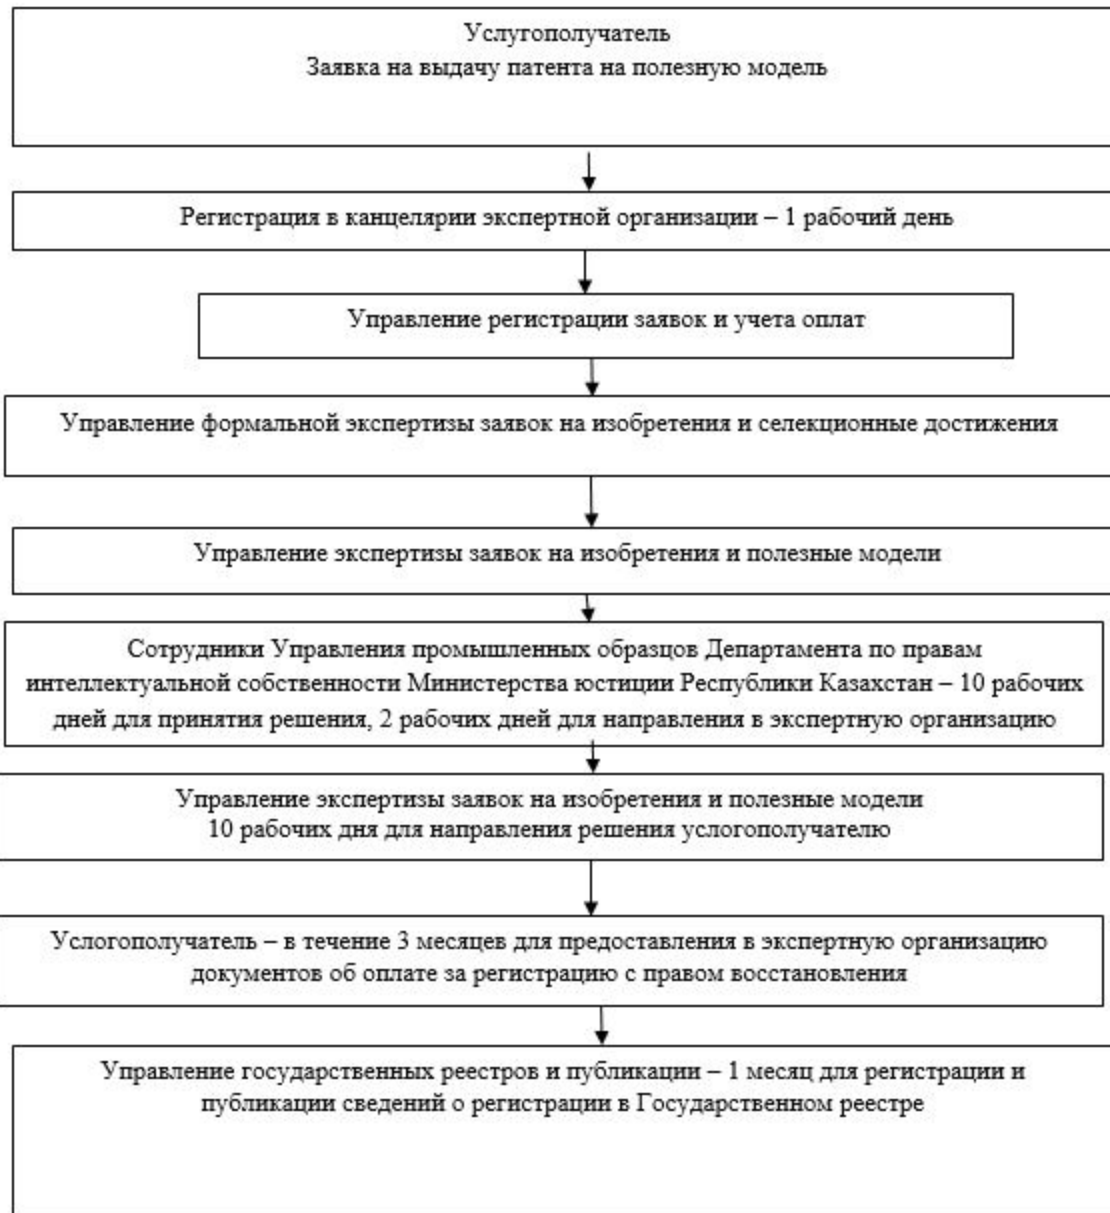 Услугополучатель
Заявка на выдачу патента на полезную модель
Регистрация в канцелярии экспертной организации – 1 рабочий день
Управление регистрации заявок и учета оплат
Управление формальной экспертизы заявок на изобретения и селекционные достижения
Управление экспертизы заявок на изобретения и полезные модели
Сотрудники Управления промышленных образцов Департамента по правам
интеллектуальной собственности Министерства юстиции Республики Казахстан – 10 рабочих
дней для принятия решения, 2 рабочих дней для направления в экспертную организацию
Управление экспертизы заявок на изобретения и полезные модели
10 рабочих дня для направления решения услогополучателю
Услогополучатель – в течение 3 месяцев для предоставления в экспертную организацию
документов об оплате за регистрацию с правом восстановления
Управление государственных реестров и публикации – 1 месяц для регистрации и
публикации сведений о регистрации в Государственном реестре